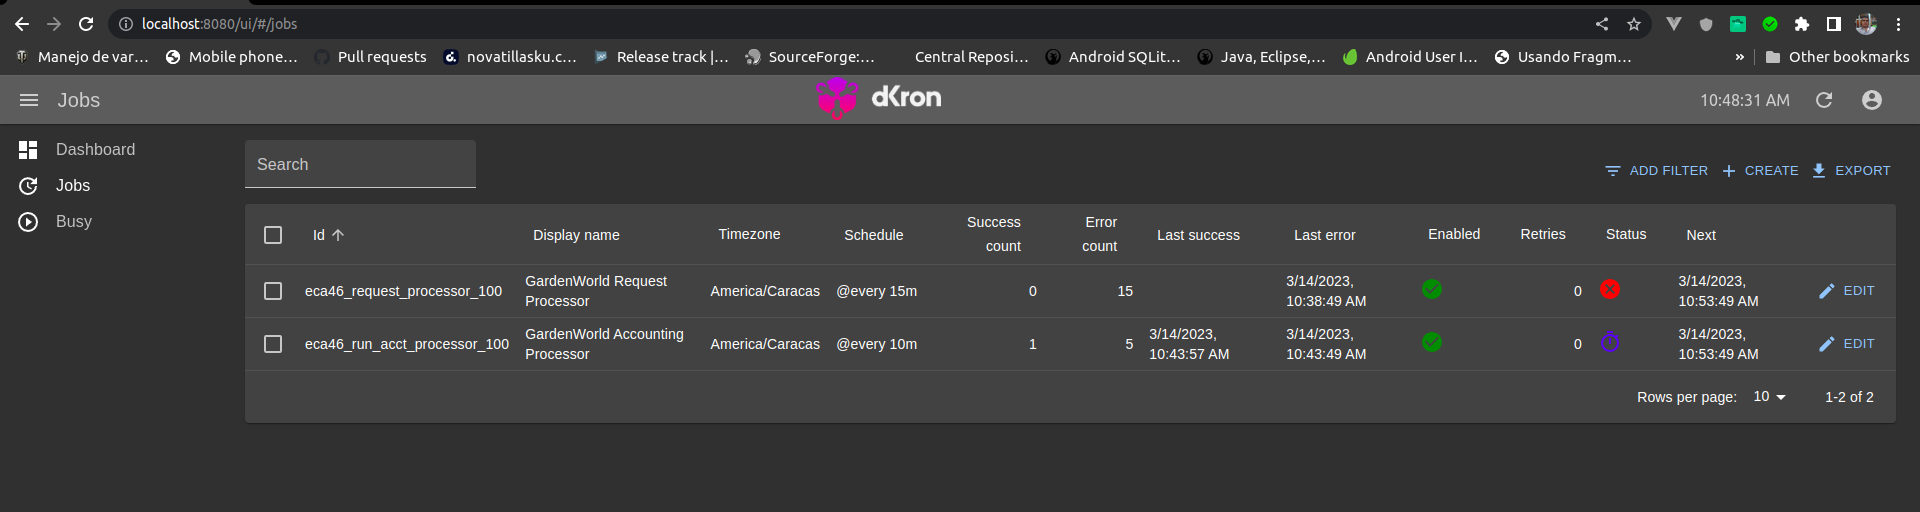 localhost:8080/ui/#/jobs
Manejo de var... Mobile phone... Pull requests novatillasku.c... Release track |... SourceForge:... Central Reposi... Android SQLit... Java, Eclipse,... Android User I... Usando Fragm... » Other bookmarks
Jobs dKron 10:48:31 AM
Dashboard
Jobs
Busy
Search
ADD FILTER CREATE EXPORT
Id Display name Timezone Schedule Success count Error count Last success Last error Enabled Retries Status Next
eca46_request_processor_100 GardenWorld Request Processor America/Caracas @every 15m 0 15 3/14/2023, 10:38:49 AM 0 3/14/2023, 10:53:49 AM EDIT
eca46_run_acct_processor_100 GardenWorld Accounting Processor America/Caracas @every 10m 1 5 3/14/2023, 10:43:57 AM 3/14/2023, 10:43:49 AM 0 3/14/2023, 10:53:49 AM EDIT
Rows per page: 10 1-2 of 2